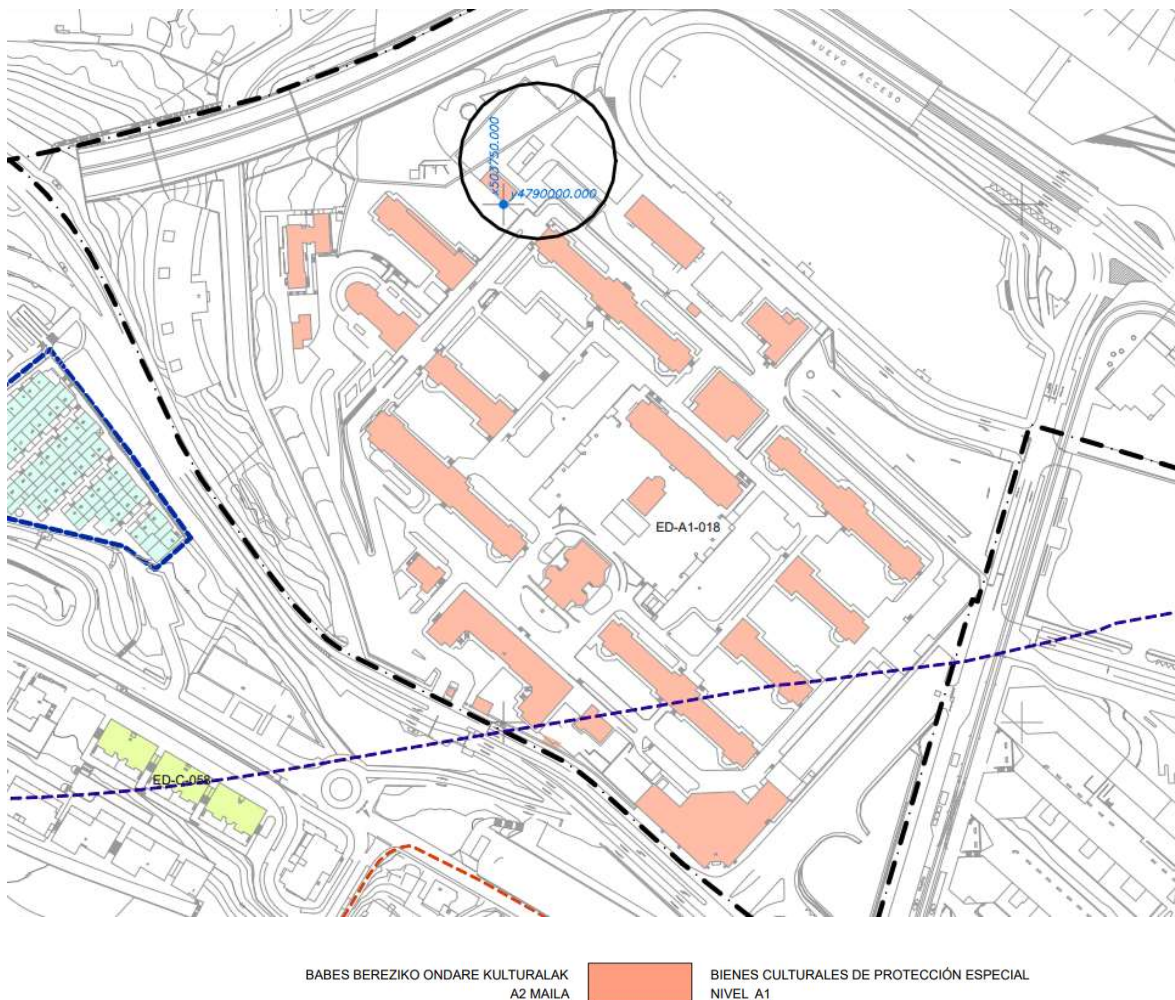 NUEVO ACCESO
x503750.000
y4790000.000
ED-A1-018
ED-C-058
BABES BEREZIKO ONDARE KULTURALAK
A2 MAILA
BIENES CULTURALES DE PROTECCIÓN ESPECIAL
NIVEL A1